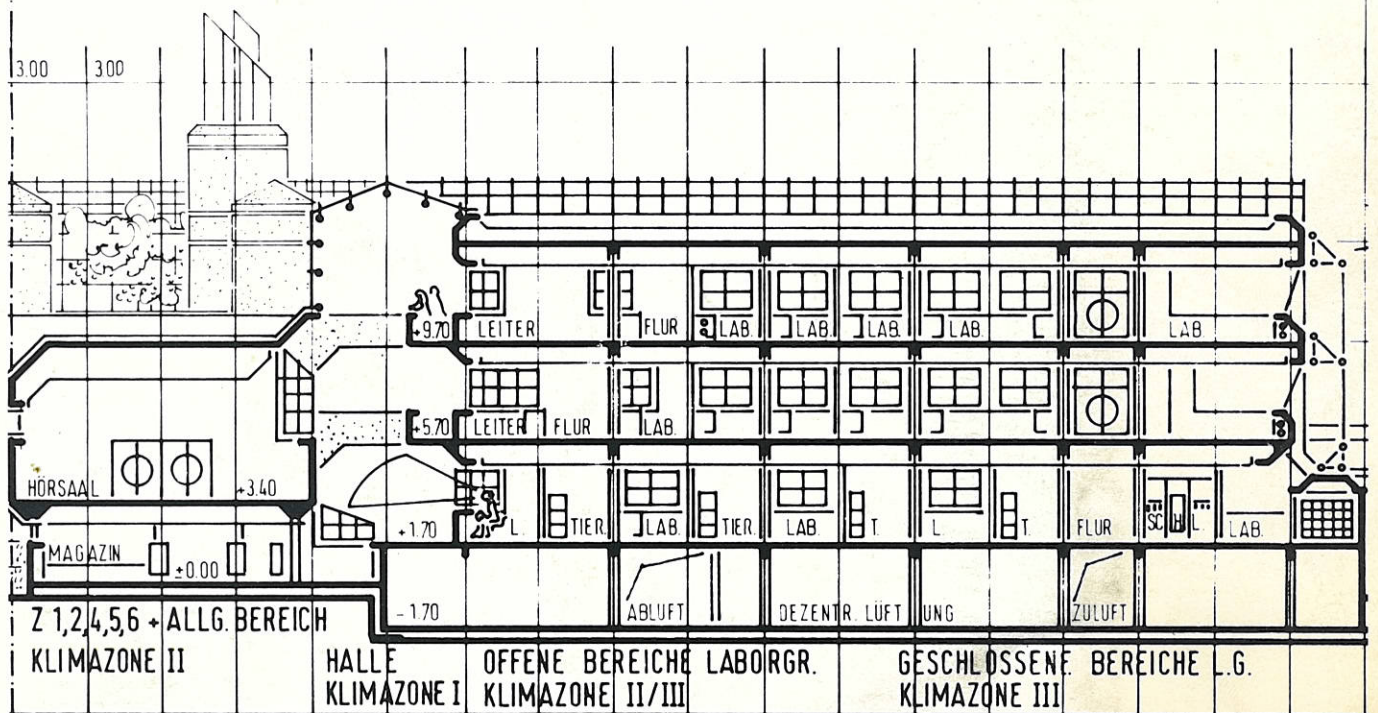 3.00 3.00
+9.70 LEITER FLUR LAB. LAB. LAB. LAB. LAB.
+5.70 LEITER FLUR LAB.
HÖRSAAL +3.40
+1.70 L. TIER. LAB. TIER. LAB. T. L. T. FLUR SCH L. LAB.
MAGAZIN ±0.00
-1.70 ABLUFT DEZENTR. LÜFTUNG ZULUFT
Z 1,2,4,5,6 + ALLG. BEREICH
KLIMAZONE II
HALLE
KLIMAZONE I
OFFENE BEREICHE LABORGR.
KLIMAZONE II/III
GESCHLOSSENE BEREICHE L.G.
KLIMAZONE III